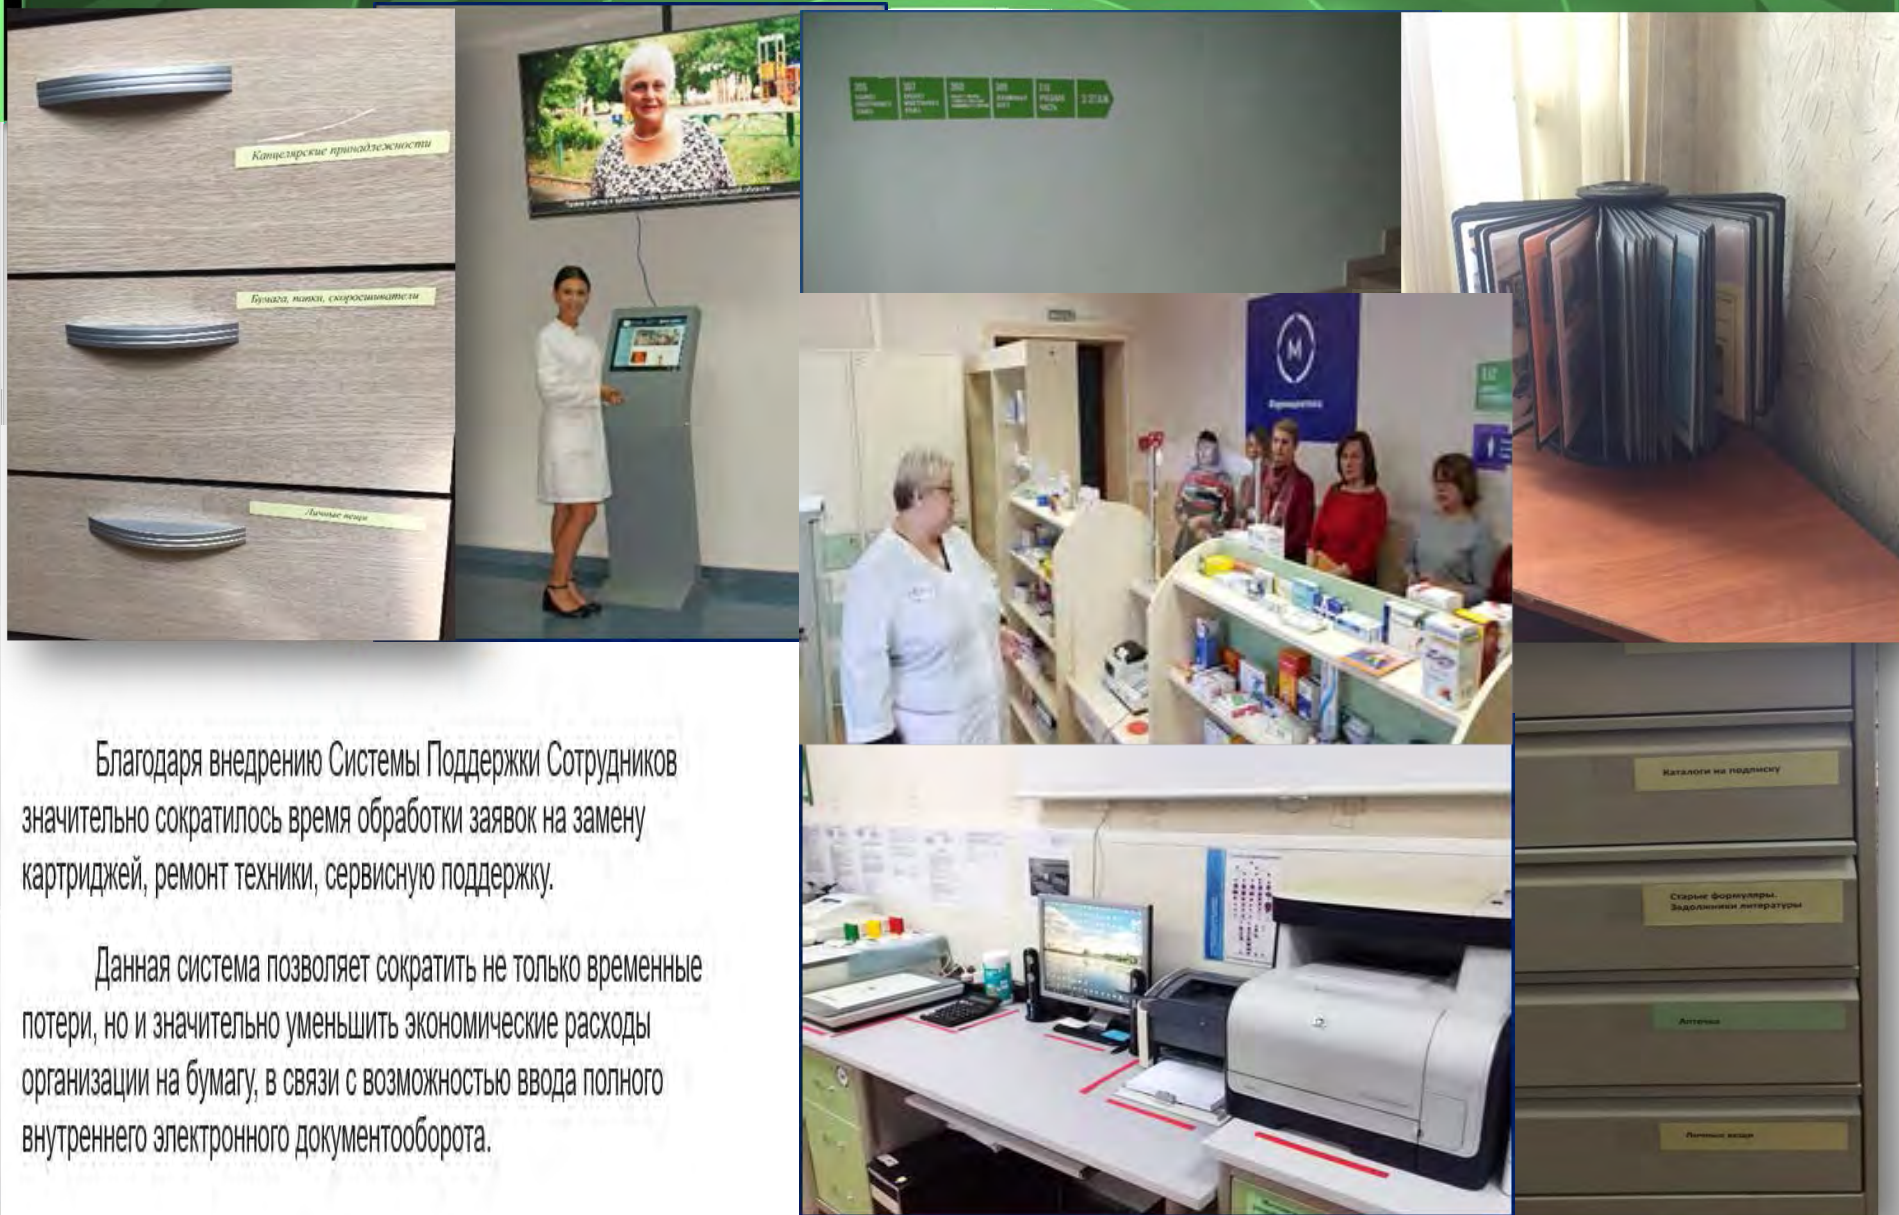 Канцелярские принадлежности
Бумага, папки, скоросшиватели
Личные вещи
3 ЭТАЖ
М
Фармацевтика
Благодаря внедрению Системы Поддержки Сотрудников
значительно сократилось время обработки заявок на замену
картриджей, ремонт техники, сервисную поддержку.
Данная система позволяет сократить не только временные
потери, но и значительно уменьшить экономические расходы
организации на бумагу, в связи с возможностью ввода полного
внутреннего электронного документооборота.
Каталоги на подписку
Старые формуляры.
Задолжники литературы
Аптечка
Личные вещи